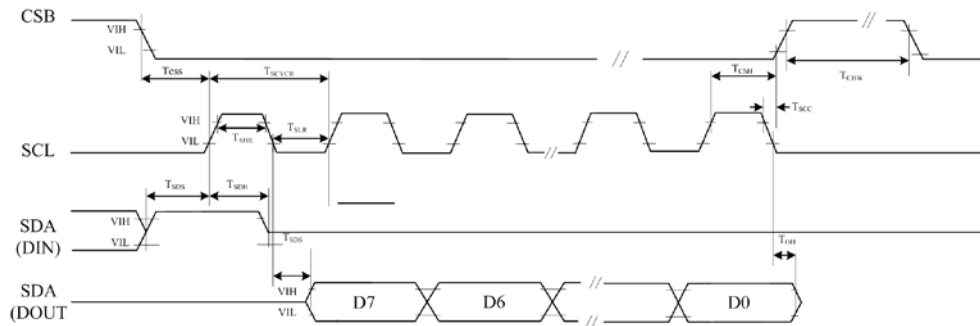 CSB
VIH
VIL
Tcss
TSCYCR
TCSH
TCHW
TSCC
SCL
VIH
VIL
TSHR
TSLR
TSDS
TSDH
SDA
(DIN)
VIH
VIL
TSDS
TOH
SDA
(DOUT
VIH
VIL
D7
D6
D0